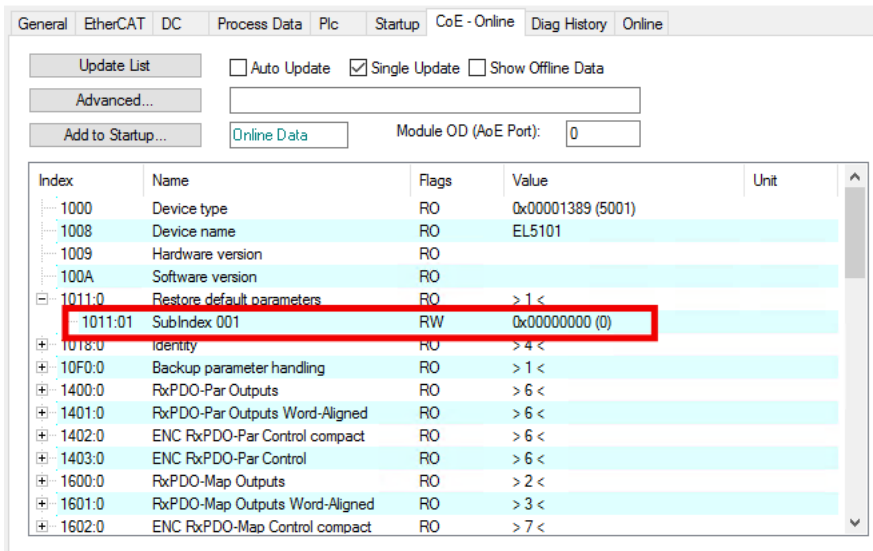 General EtherCAT DC Process Data Plc Startup CoE - Online Diag History Online
Update List Auto Update Single Update Show Offline Data
Advanced...
Add to Startup... Online Data Module OD (AoE Port): 0
Index Name Flags Value Unit
1000 Device type RO 0x00001389 (5001)
1008 Device name RO EL5101
1009 Hardware version RO
100A Software version RO
1011:0 Restore default parameters RO > 1 <
1011:01 SubIndex 001 RW 0x00000000 (0)
1018:0 Identity RO > 4 <
10F0:0 Backup parameter handling RO > 1 <
1400:0 RxPDO-Par Outputs RO > 6 <
1401:0 RxPDO-Par Outputs Word-Aligned RO > 6 <
1402:0 ENC RxPDO-Par Control compact RO > 6 <
1403:0 ENC RxPDO-Par Control RO > 6 <
1600:0 RxPDO-Map Outputs RO > 2 <
1601:0 RxPDO-Map Outputs Word-Aligned RO > 3 <
1602:0 ENC RxPDO-Map Control compact RO > 7 <